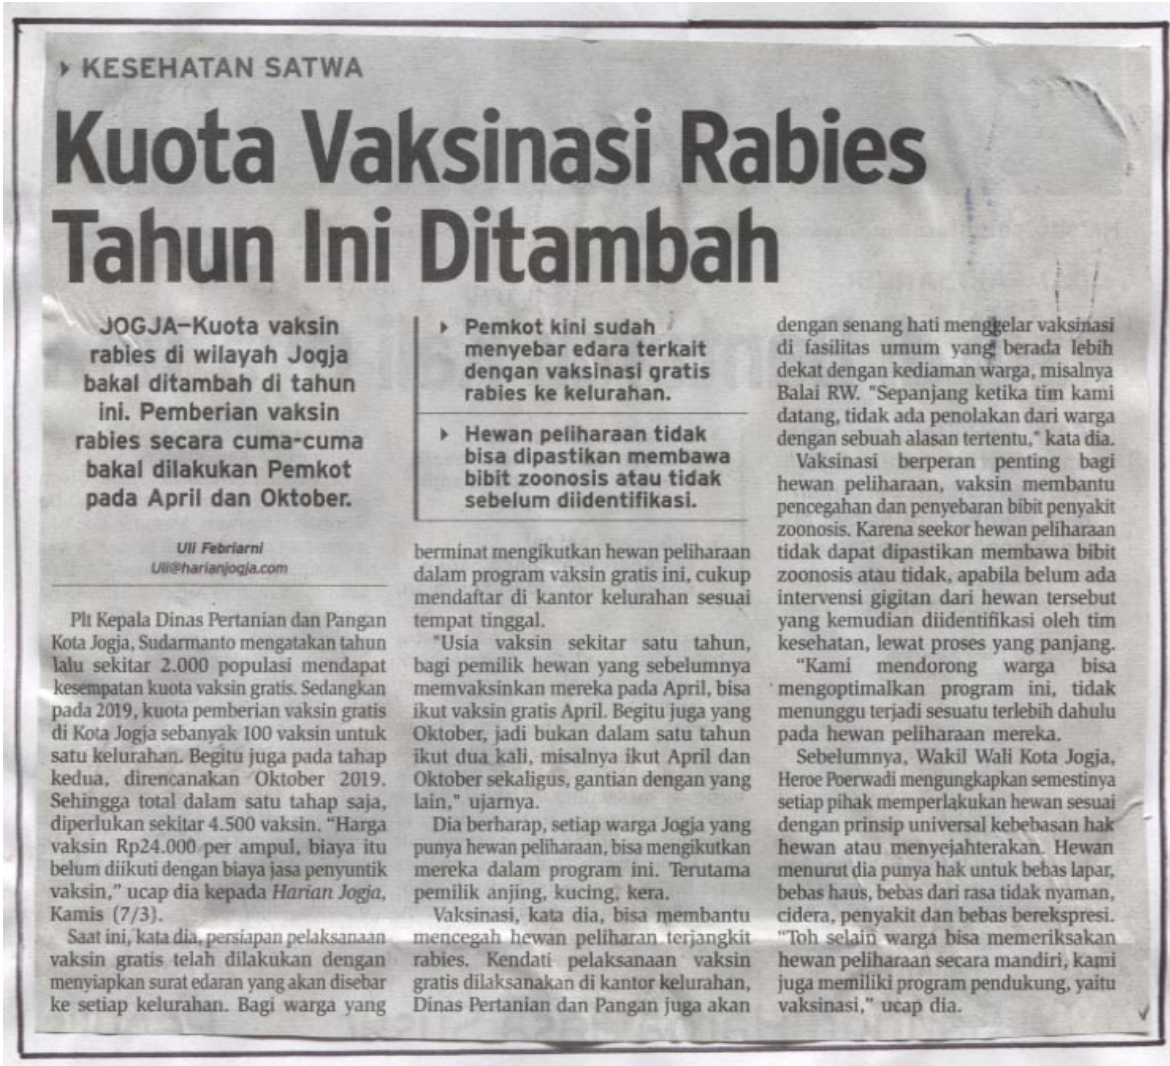 KESEHATAN SATWA
Kuota Vaksinasi Rabies
Tahun Ini Ditambah
JOGJA—Kuota vaksin
rabies di wilayah Jogja
bakal ditambah di tahun
ini. Pemberian vaksin
rabies secara cuma-cuma
bakal dilakukan Pemkot
pada April dan Oktober.
Uli Febriarni
Uli@harianjogja.com
Plt Kepala Dinas Pertanian dan Pangan
Kota Jogja, Sudarmanto mengatakan tahun
lalu sekitar 2.000 populasi mendapat
kesempatan kuota vaksin gratis. Sedangkan
pada 2019, kuota pemberian vaksin gratis
di Kota Jogja sebanyak 100 vaksin untuk
satu kelurahan. Begitu juga pada tahap
kedua, direncanakan Oktober 2019.
Sehingga total dalam satu tahap saja,
diperlukan sekitar 4.500 vaksin. "Harga
vaksin Rp24.000 per ampul, biaya itu
belum diikuti dengan biaya jasa penyuntik
vaksin," ucap dia kepada Harian Jogja,
Kamis (7/3).
Saat ini, kata dia, persiapan pelaksanaan
vaksin gratis telah dilakukan dengan
menyiapkan surat edaran yang akan disebar
ke setiap kelurahan. Bagi warga yang
Pemkot kini sudah
menyebar edara terkait
dengan vaksinasi gratis
rabies ke kelurahan.
Hewan peliharaan tidak
bisa dipastikan membawa
bibit zoonosis atau tidak
sebelum diidentifikasi.
berminat mengikutkan hewan peliharaan
dalam program vaksin gratis ini, cukup
mendaftar di kantor kelurahan sesuai
tempat tinggal.
"Usia vaksin sekitar satu tahun,
bagi pemilik hewan yang sebelumnya
memvaksinkan mereka pada April, bisa
ikut vaksin gratis April. Begitu juga yang
Oktober, jadi bukan dalam satu tahun
ikut dua kali, misalnya ikut April dan
Oktober sekaligus, gantian dengan yang
lain," ujarnya.
Dia berharap, setiap warga Jogja yang
punya hewan peliharaan, bisa mengikutkan
mereka dalam program ini. Terutama
pemilik anjing, kucing, kera.
Vaksinasi, kata dia, bisa membantu
mencegah hewan peliharan terjangkit
rabies. Kendati pelaksanaan vaksin
gratis dilaksanakan di kantor kelurahan,
Dinas Pertanian dan Pangan juga akan
dengan senang hati menggelar vaksinasi
di fasilitas umum yang berada lebih
dekat dengan kediaman warga, misalnya
Balai RW. "Sepanjang ketika tim kami
datang, tidak ada penolakan dari warga
dengan sebuah alasan tertentu," kata dia.
Vaksinasi berperan penting bagi
hewan peliharaan, vaksin membantu
pencegahan dan penyebaran bibit penyakit
zoonosis. Karena seekor hewan peliharaan
tidak dapat dipastikan membawa bibit
zoonosis atau tidak, apabila belum ada
intervensi gigitan dari hewan tersebut
yang kemudian diidentifikasi oleh tim
kesehatan, lewat proses yang panjang.
"Kami mendorong warga bisa
mengoptimalkan program ini, tidak
menunggu terjadi sesuatu terlebih dahulu
pada hewan peliharaan mereka.
Sebelumnya, Wakil Wali Kota Jogja,
Heroe Poerwadi mengungkapkan semestinya
setiap pihak memperlakukan hewan sesuai
dengan prinsip universal kebebasan hak
hewan atau menyejahterakan. Hewan
menurut dia punya hak untuk bebas lapar,
bebas haus, bebas dari rasa tidak nyaman,
cidera, penyakit dan bebas berekspresi.
"Toh selain warga bisa memeriksakan
hewan peliharaan secara mandiri, kami
juga memiliki program pendukung, yaitu
vaksinasi," ucap dia.